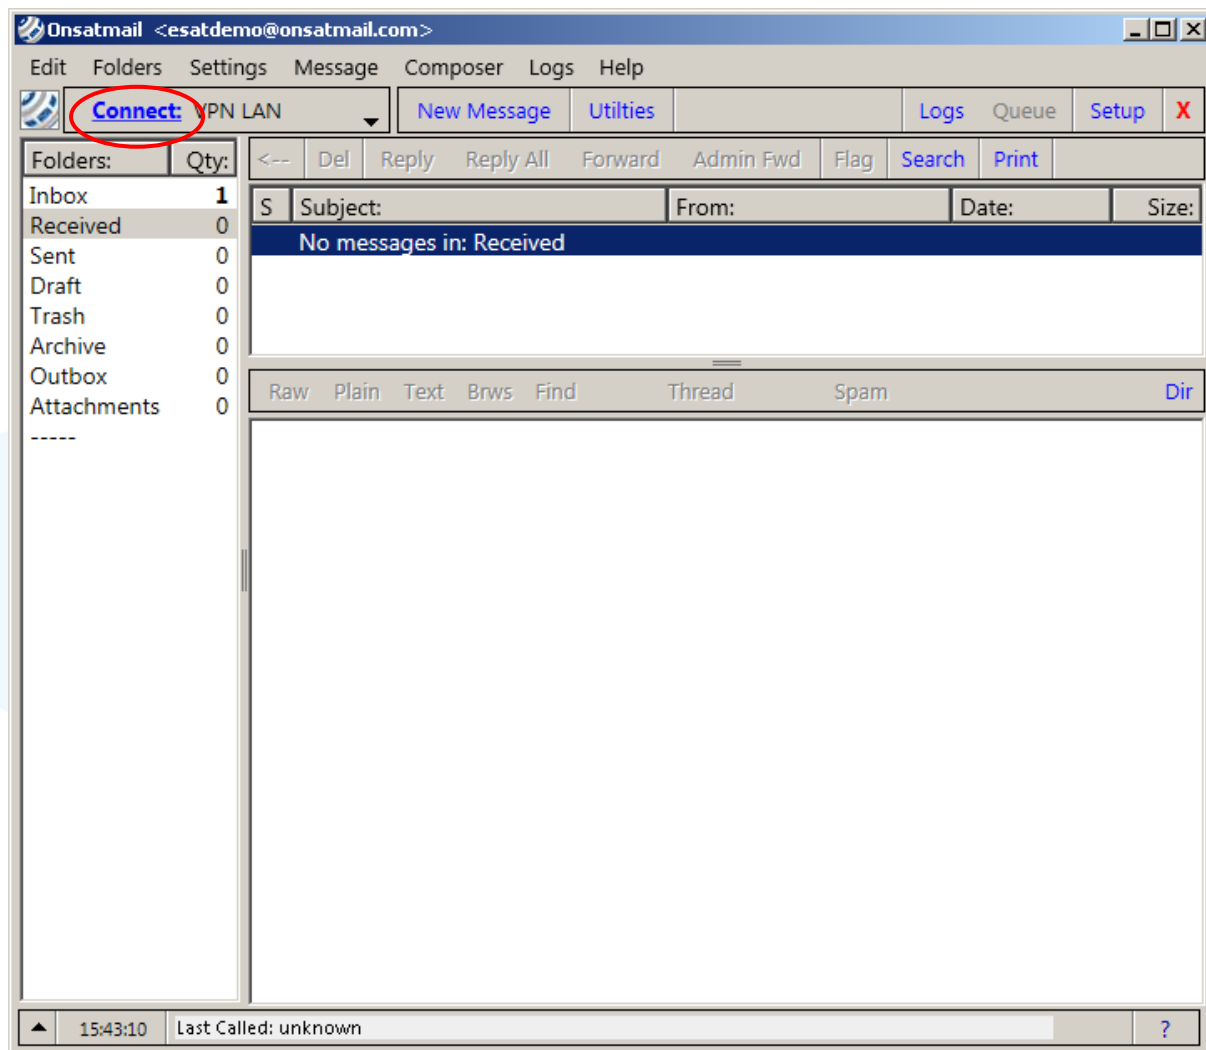 Onsatmail <esatdemo@onsatmail.com>
Edit Folders Settings Message Composer Logs Help
Connect: VPN LAN New Message Utilties Logs Queue Setup X
Folders: Qty: <-- Del Reply Reply All Forward Admin Fwd Flag Search Print
Inbox 1
S Subject: From: Date: Size:
Received 0
No messages in: Received
Sent 0
Draft 0
Trash 0
Archive 0
Outbox 0
Raw Plain Text Brws Find Thread Spam Dir
Attachments 0
-----
15:43:10 Last Called: unknown ?